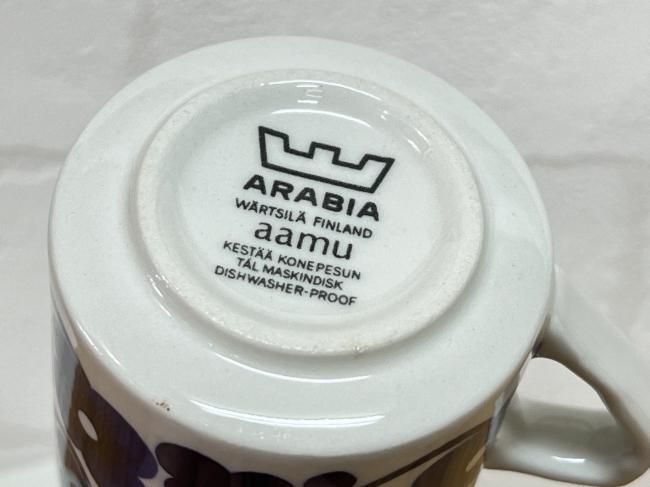 ARABIA
WÄRTSILÄ FINLAND
aamu
KESTÄÄ KONEPESUN
TÅL MASKINDISK
DISHWASHER-PROOF